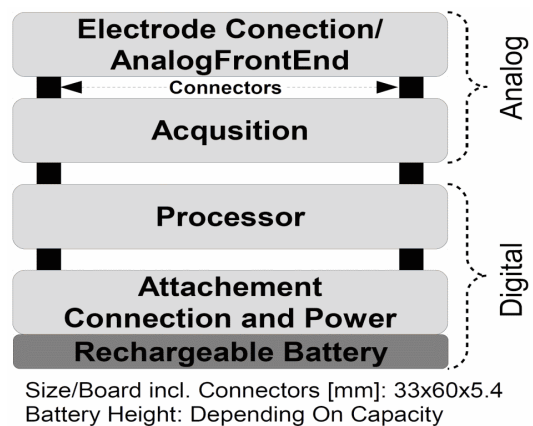 Electrode Conection/
AnalogFrontEnd
Connectors
Acqusition
Analog
Processor
Attachement
Connection and Power
Rechargeable Battery
Digital
Size/Board incl. Connectors [mm]: 33x60x5.4
Battery Height: Depending On Capacity